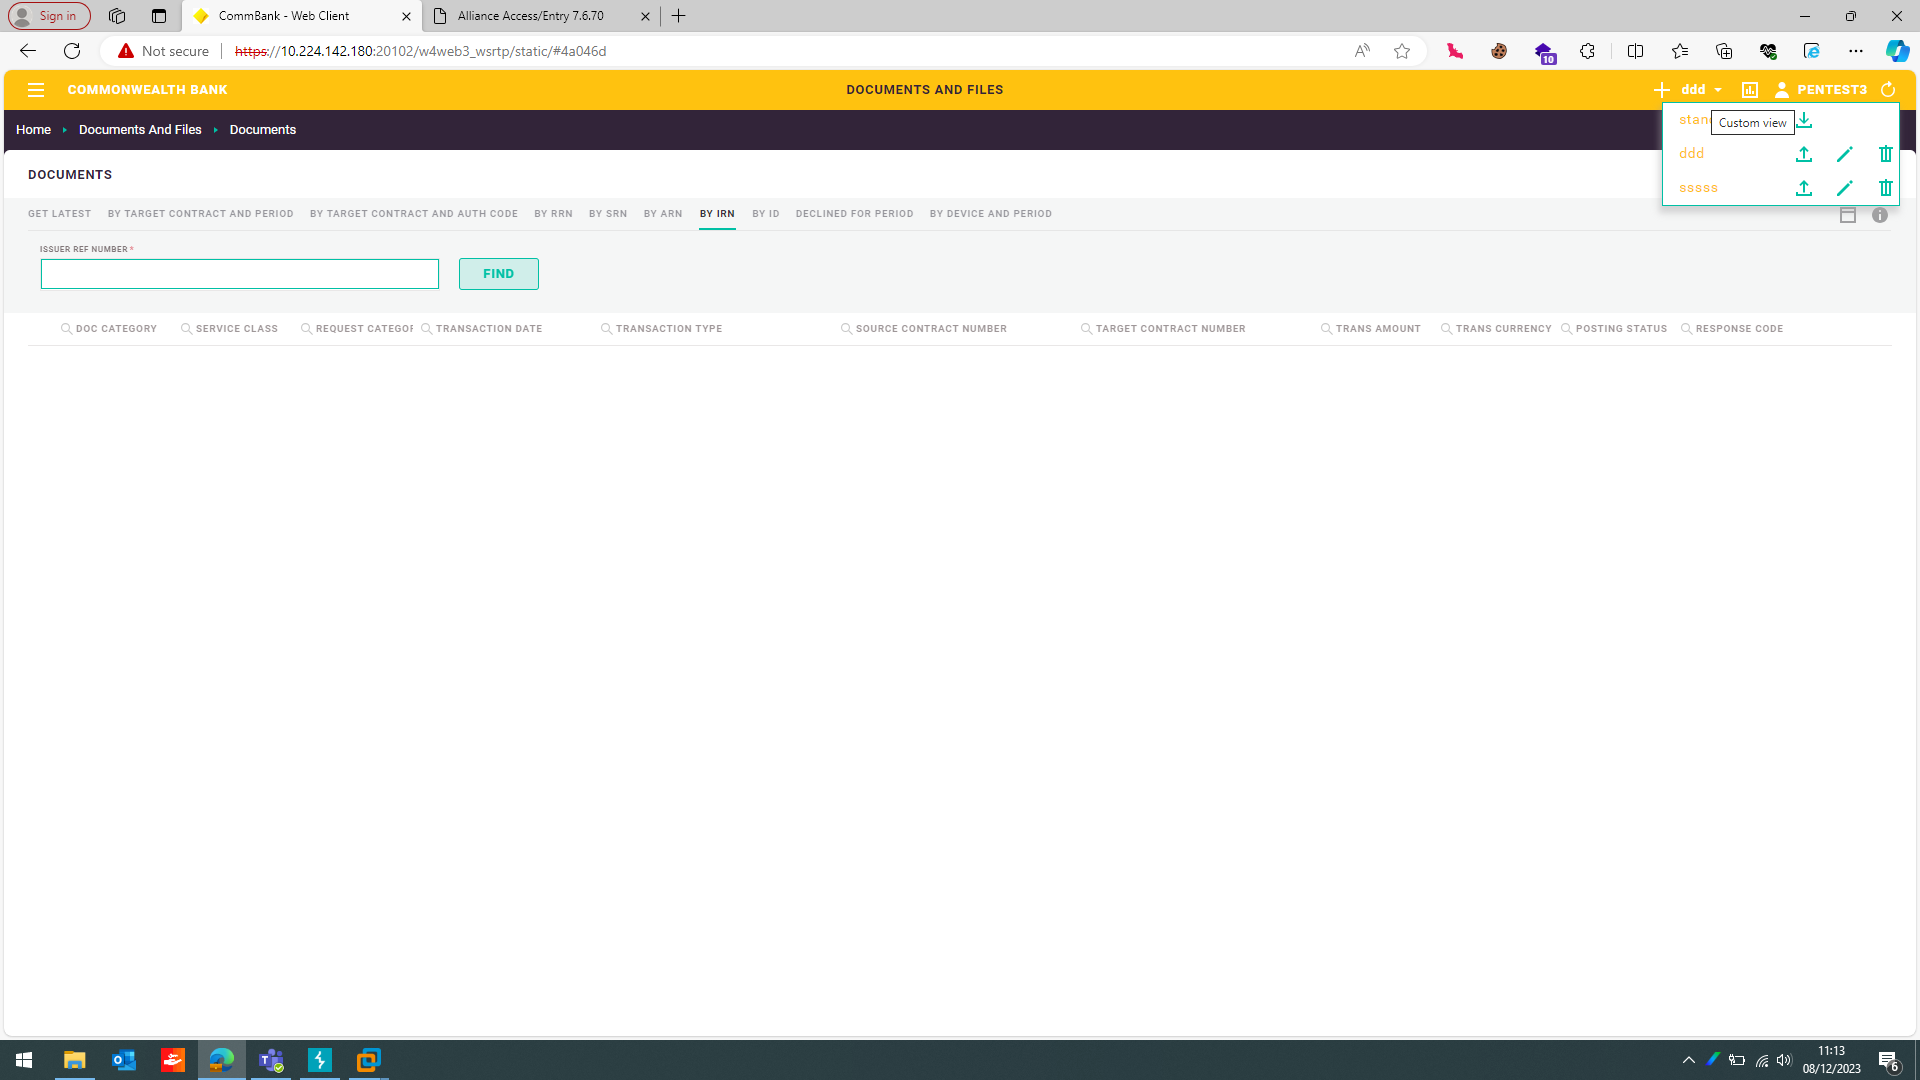 Sign in
CommBank - Web Client
Alliance Access/Entry 7.6.70
Not secure
https://10.224.142.180:20102/w4web3_wsrtp/static/#4a046d
10
COMMONWEALTH BANK
DOCUMENTS AND FILES
ddd
PENTEST3
Home
Documents And Files
Documents
Custom view
ddd
sssss
DOCUMENTS
GET LATEST BY TARGET CONTRACT AND PERIOD BY TARGET CONTRACT AND AUTH CODE BY RRN BY SRN BY ARN BY IRN BY ID DECLINED FOR PERIOD BY DEVICE AND PERIOD
ISSUER REF NUMBER *
FIND
DOC CATEGORY SERVICE CLASS REQUEST CATEGOR TRANSACTION DATE TRANSACTION TYPE SOURCE CONTRACT NUMBER TARGET CONTRACT NUMBER TRANS AMOUNT TRANS CURRENCY POSTING STATUS RESPONSE CODE
11:13
08/12/2023
6